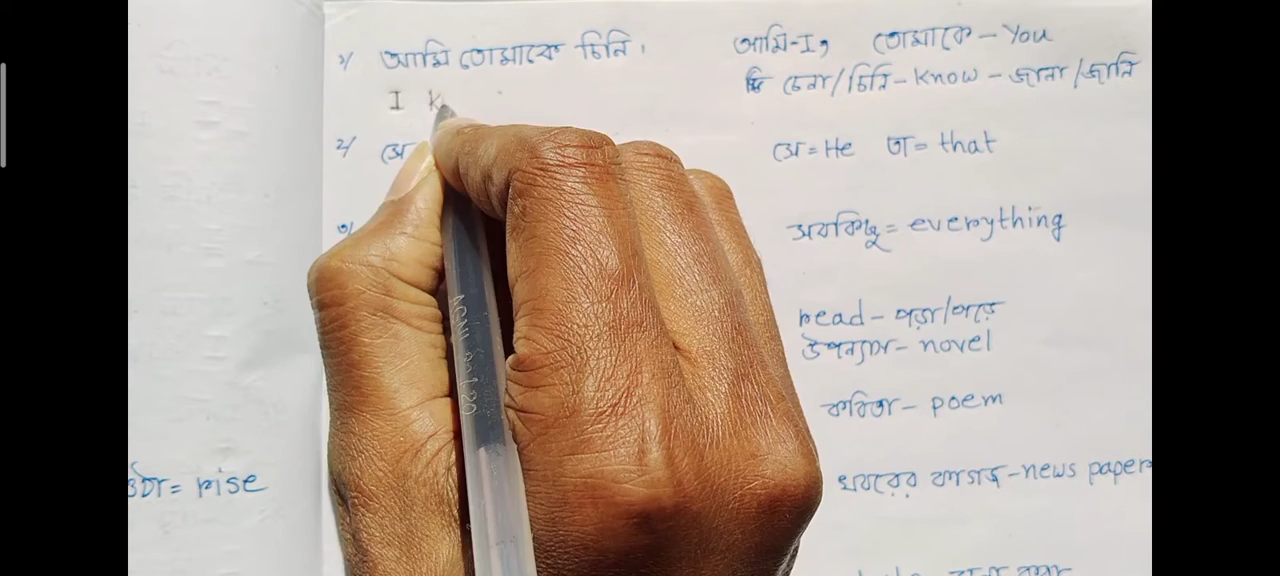 ১/ আমি তোমাকে চিনি। আমি-I, তোমাকে - You
I K চেনা/চিনি - know - জানা/জানি
২/ সে সে = He তা = that
৩/ সবকিছু = everything
read - পড়া/পড়ে
উপন্যাস - novel
কবিতা - poem
ওঠা = rise খবরের কাগজ - news paper